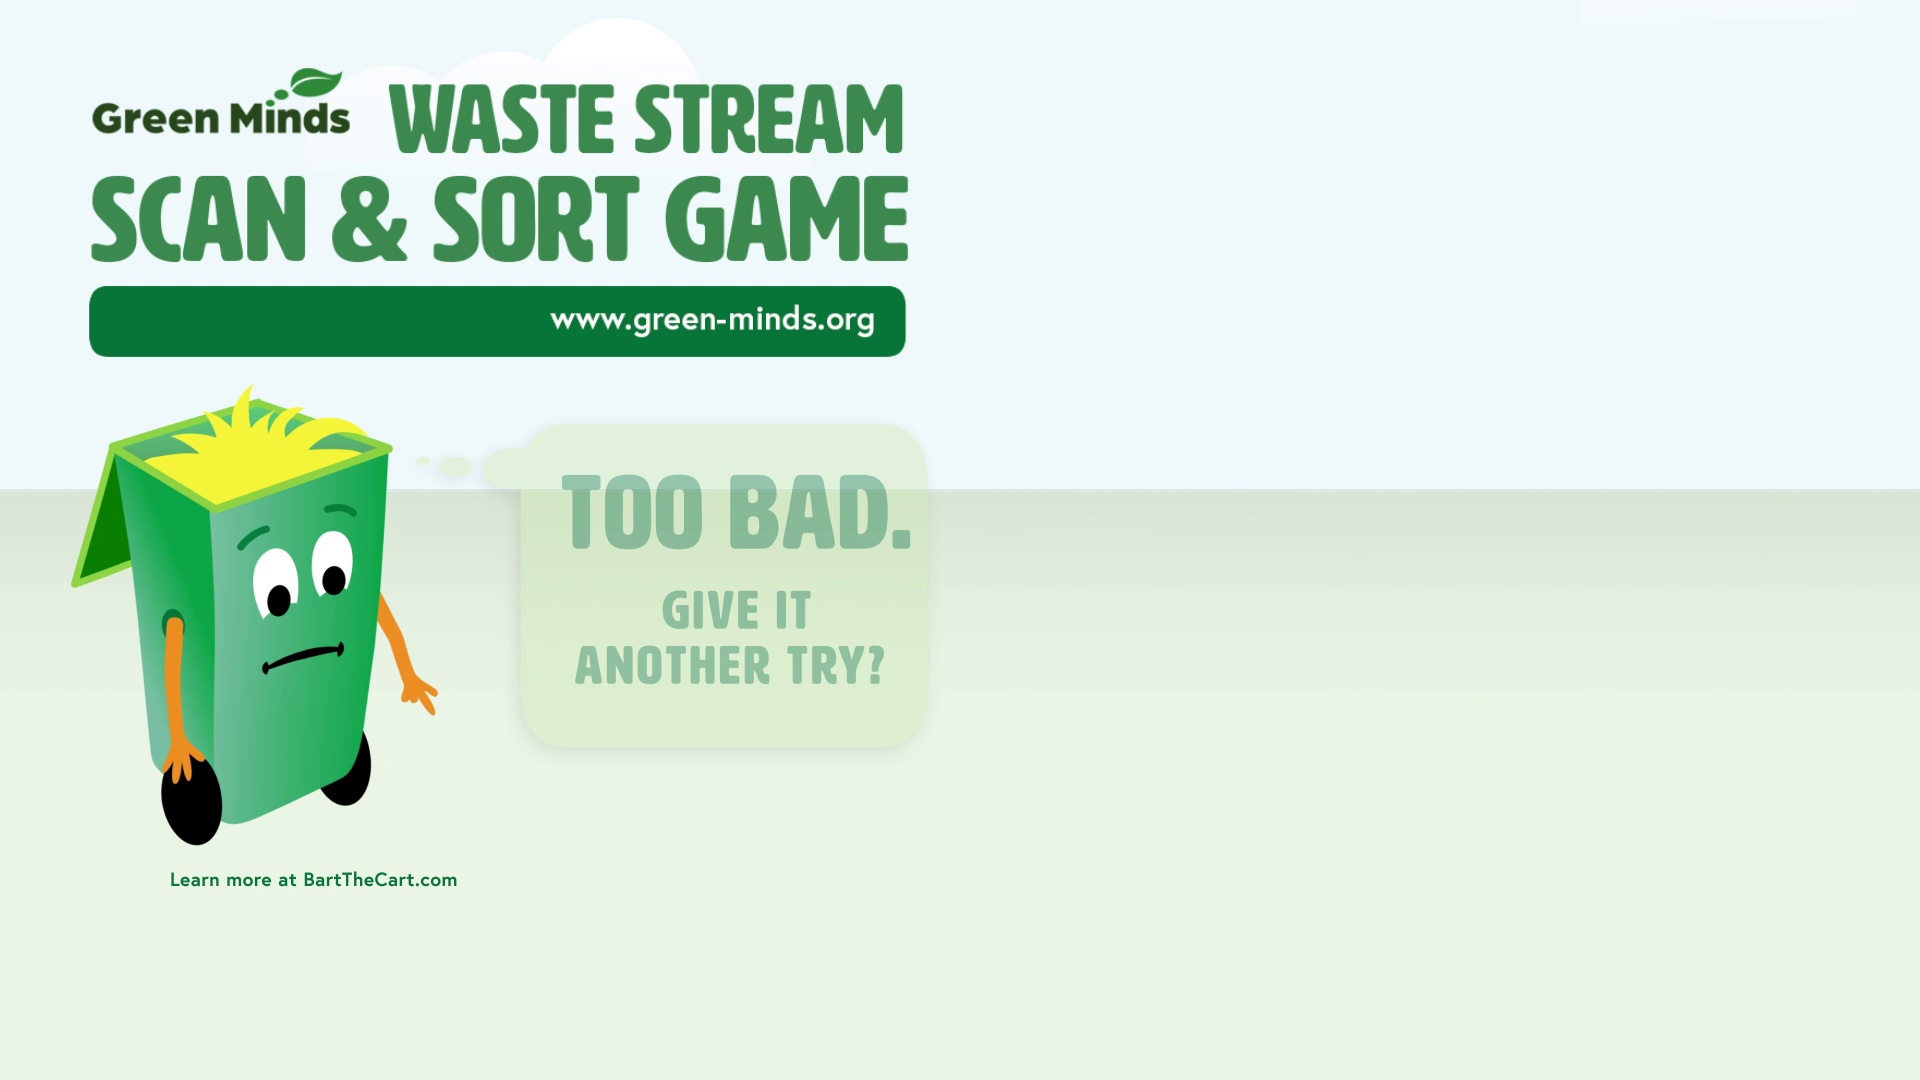 Green Minds WASTE STREAM
SCAN & SORT GAME
www.green-minds.org
TOO BAD.
GIVE IT
ANOTHER TRY?
Learn more at BartTheCart.com